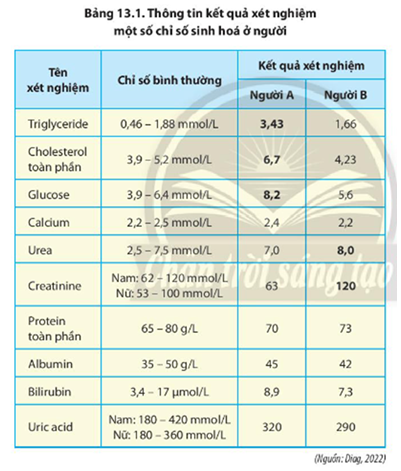 Bảng 13.1. Thông tin kết quả xét nghiệm
một số chỉ số sinh hoá ở người
Tên xét nghiệm Chỉ số bình thường Kết quả xét nghiệm
Người A Người B
Triglyceride 0,46 – 1,88 mmol/L 3,43 1,66
Cholesterol toàn phần 3,9 – 5,2 mmol/L 6,7 4,23
Glucose 3,9 – 6,4 mmol/L 8,2 5,6
Calcium 2,2 – 2,5 mmol/L 2,4 2,2
Urea 2,5 – 7,5 mmol/L 7,0 8,0
Creatinine Nam: 62 – 120 mmol/L 63 120
Nữ: 53 – 100 mmol/L
Protein toàn phần 65 – 80 g/L 70 73
Albumin 35 – 50 g/L 45 42
Bilirubin 3,4 – 17 µmol/L 8,9 7,3
Uric acid Nam: 180 – 420 mmol/L 320 290
Nữ: 180 – 360 mmol/L
(Nguồn: Diag, 2022)
Chân trời sáng tạo